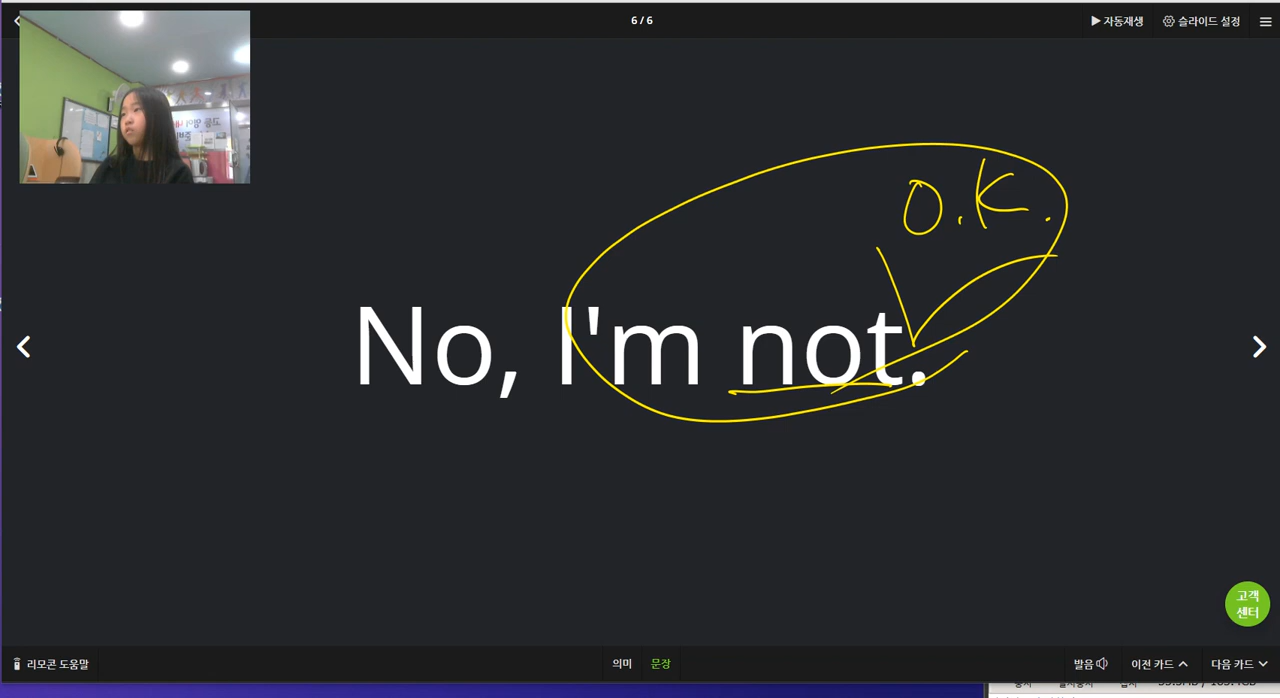 6 / 6
▶ 자동재생
슬라이드 설정
O.K.
No, I'm not.
고객
센터
리모콘 도움말
의미
문장
발음
이전 카드
다음 카드